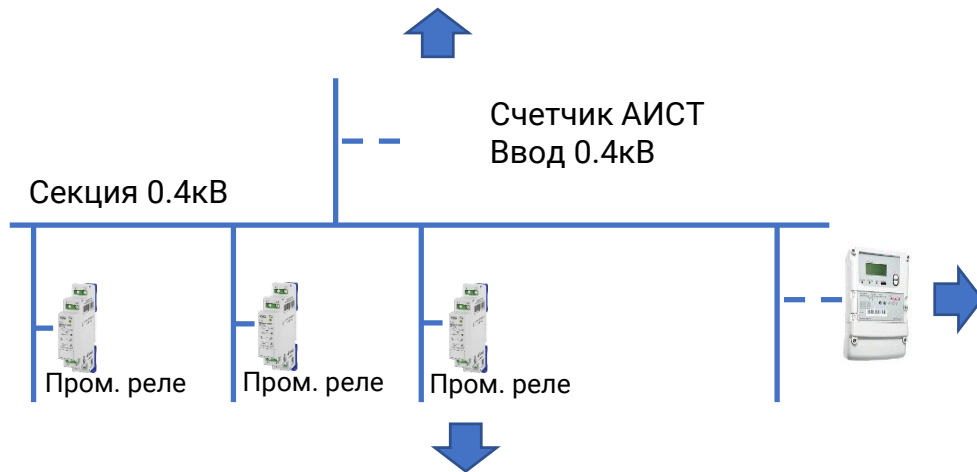 Счетчик АИСТ
Ввод 0.4кВ
Секция 0.4кВ
Пром. реле
Пром. реле
Пром. реле